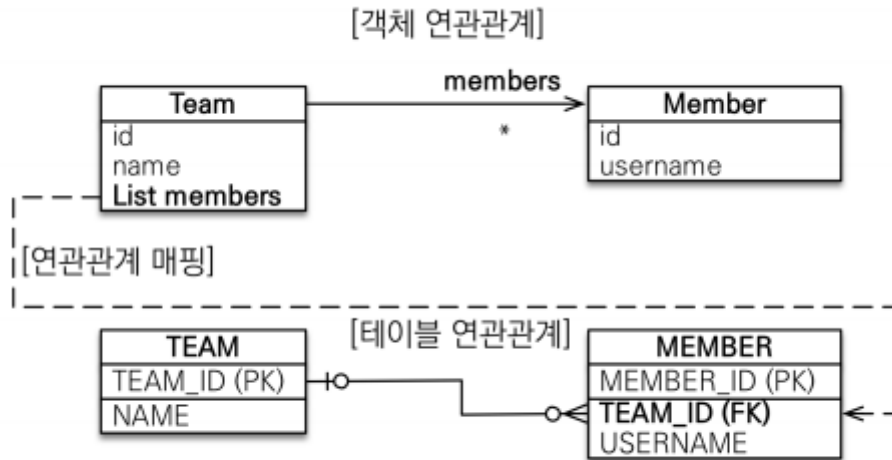 [객체 연관관계]
members
Team
Member
*
id
name
List members
id
username
[연관관계 매핑]
[테이블 연관관계]
TEAM
TEAM_ID (PK)
NAME
MEMBER
MEMBER_ID (PK)
TEAM_ID (FK)
USERNAME